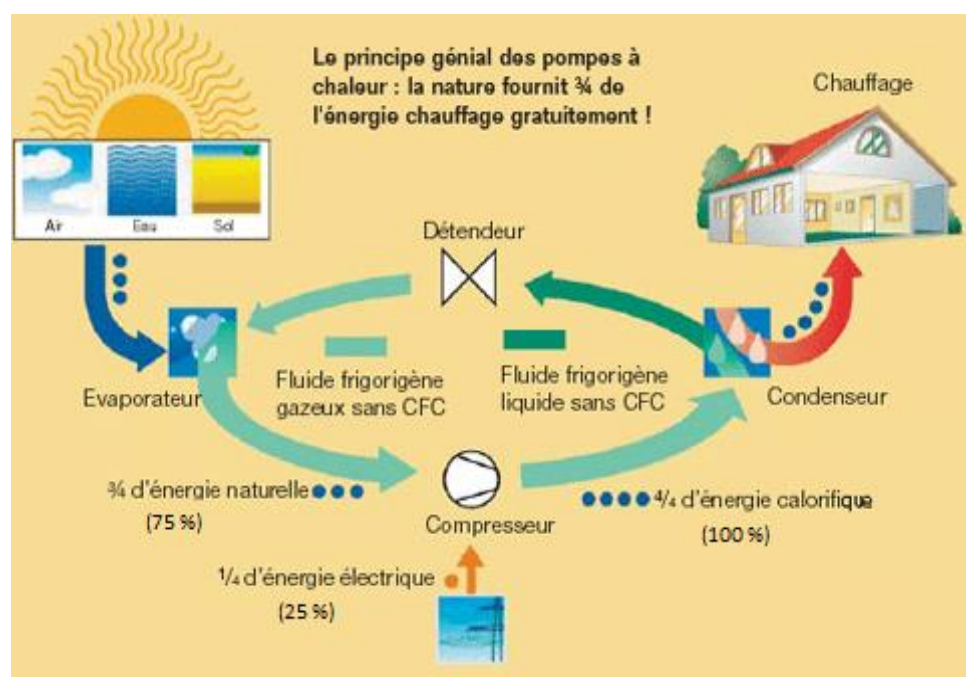 Le principe génial des pompes à
chaleur : la nature fournit ¾ de
l'énergie chauffage gratuitement !
Chauffage
Air
Eau
Sol
Détendeur
Evaporateur
Fluide frigorigène
gazeux sans CFC
Fluide frigorigène
liquide sans CFC
Condenseur
¾ d'énergie naturelle
(75 %)
Compresseur
⁴/₄ d'énergie calorifique
(100 %)
¼ d'énergie électrique
(25 %)